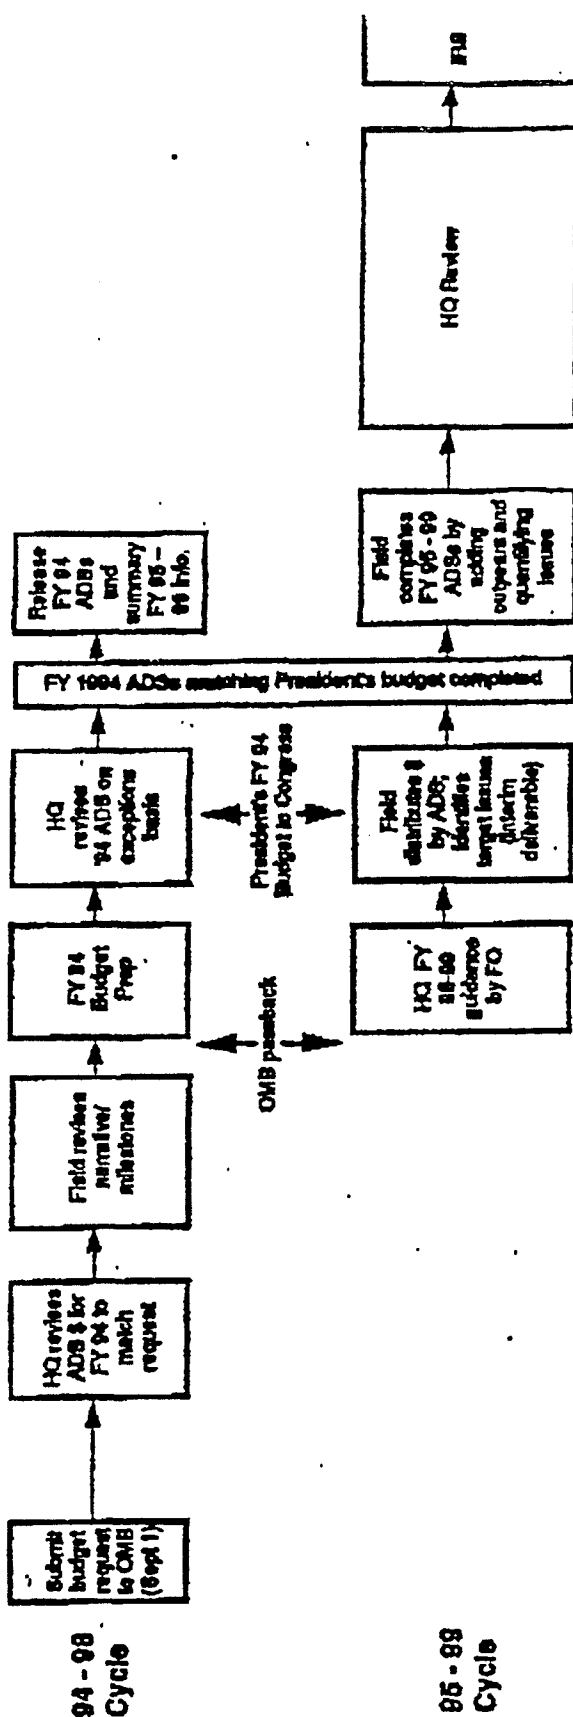 94 - 98
Cycle
Submit
budget
request
to OMB
(Sept 1)
HQ revises
ADS $ for
FY 94 to
match
request
Field revises
narrative/
milestones
FY 94
Budget
Prep
HQ
revises
'94 ADS on
exceptions
basis
FY 1994 ADSs matching President's budget completed
Release
FY 94
ADSs
and
summary
FY 95 -
98 info.
OMB passback
President's FY 94
Budget to Congress
95 - 99
Cycle
HQ FY
95-99
guidance
by FO
Field
distributes $
by ADS;
identifies
target issues
(interim
deliverable)
Field
completes
FY 95 - 99
ADSs by
adding
outyears and
quantifying
issues
HQ Review